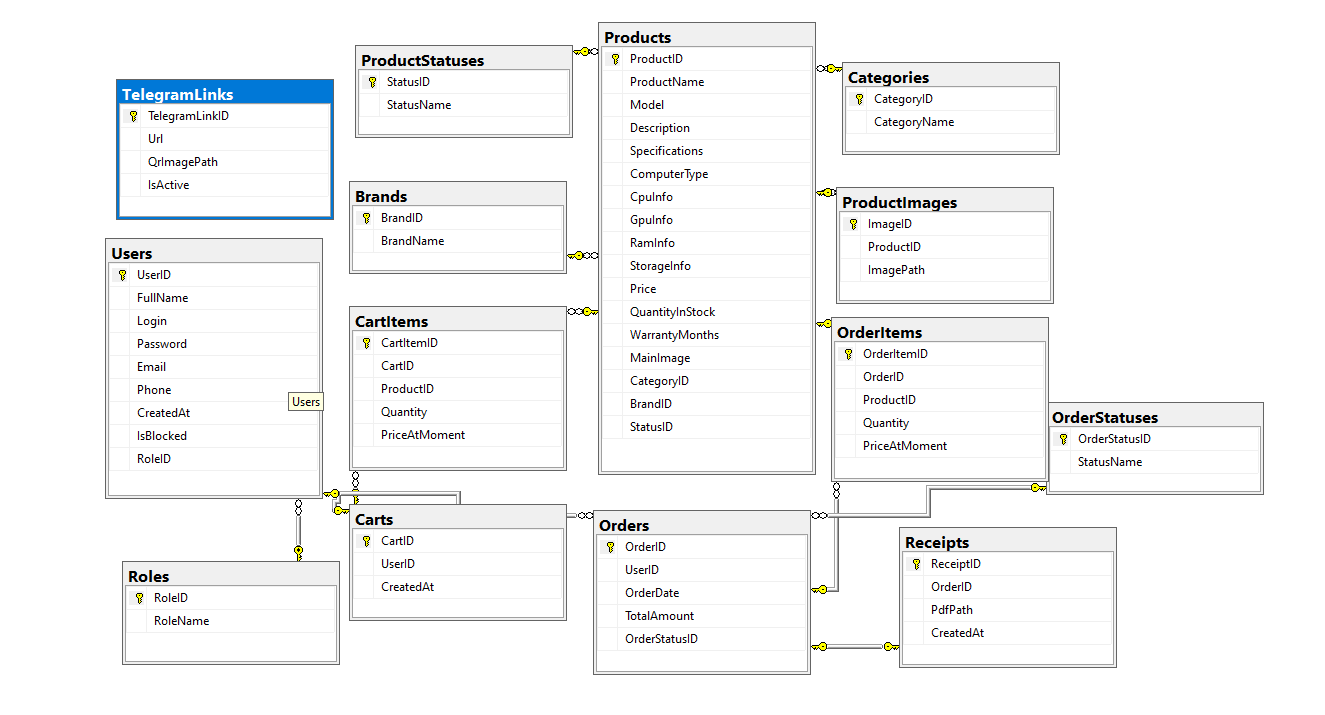 TelegramLinks
TelegramLinkID
Url
QrImagePath
IsActive
ProductStatuses
StatusID
StatusName
Products
ProductID
ProductName
Model
Description
Specifications
ComputerType
CpuInfo
GpuInfo
RamInfo
StorageInfo
Price
QuantityInStock
WarrantyMonths
MainImage
CategoryID
BrandID
StatusID
Categories
CategoryID
CategoryName
Brands
BrandID
BrandName
ProductImages
ImageID
ProductID
ImagePath
Users
UserID
FullName
Login
Password
Email
Phone
CreatedAt
IsBlocked
RoleID
Users
CartItems
CartItemID
CartID
ProductID
Quantity
PriceAtMoment
OrderItems
OrderItemID
OrderID
ProductID
Quantity
PriceAtMoment
OrderStatuses
OrderStatusID
StatusName
Roles
RoleID
RoleName
Carts
CartID
UserID
CreatedAt
Orders
OrderID
UserID
OrderDate
TotalAmount
OrderStatusID
Receipts
ReceiptID
OrderID
PdfPath
CreatedAt